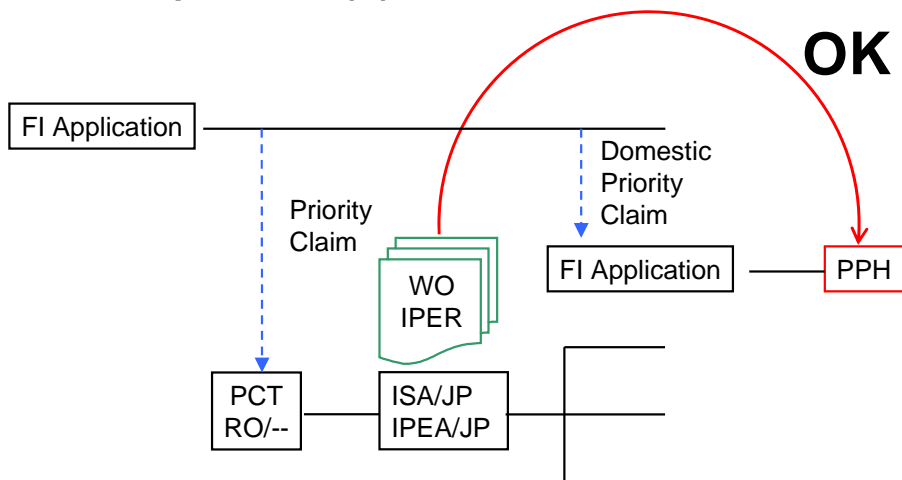 OK
FI Application
Domestic
Priority
Claim
Priority
Claim
FI Application
PPH
WO
IPER
PCT
RO/--
ISA/JP
IPEA/JP